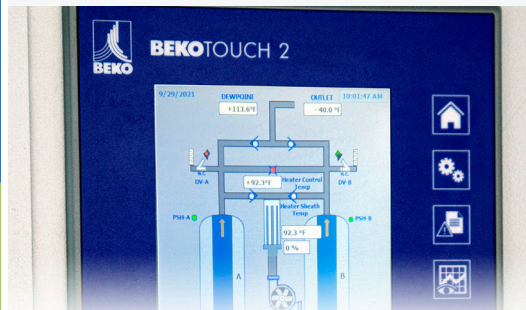 BEKO
BEKOTOUCH 2
9/29/2021
DEWPOINT
OUTLET
10:01:47 AM
+113.6°F
-40.0 °F
N.C.
DV-A
N.C.
DV-B
+92.3°F
Heater Control
Temp
Heater Sheath
Temp
PSH-A
PSH-B
92.3 °F
0 %
A
B